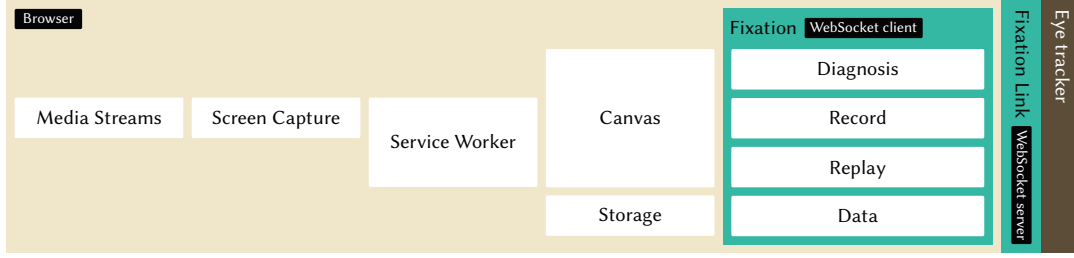 Browser
Media Streams
Screen Capture
Service Worker
Canvas
Storage
Fixation WebSocket client
Diagnosis
Record
Replay
Data
Fixation Link WebSocket server
Eye tracker